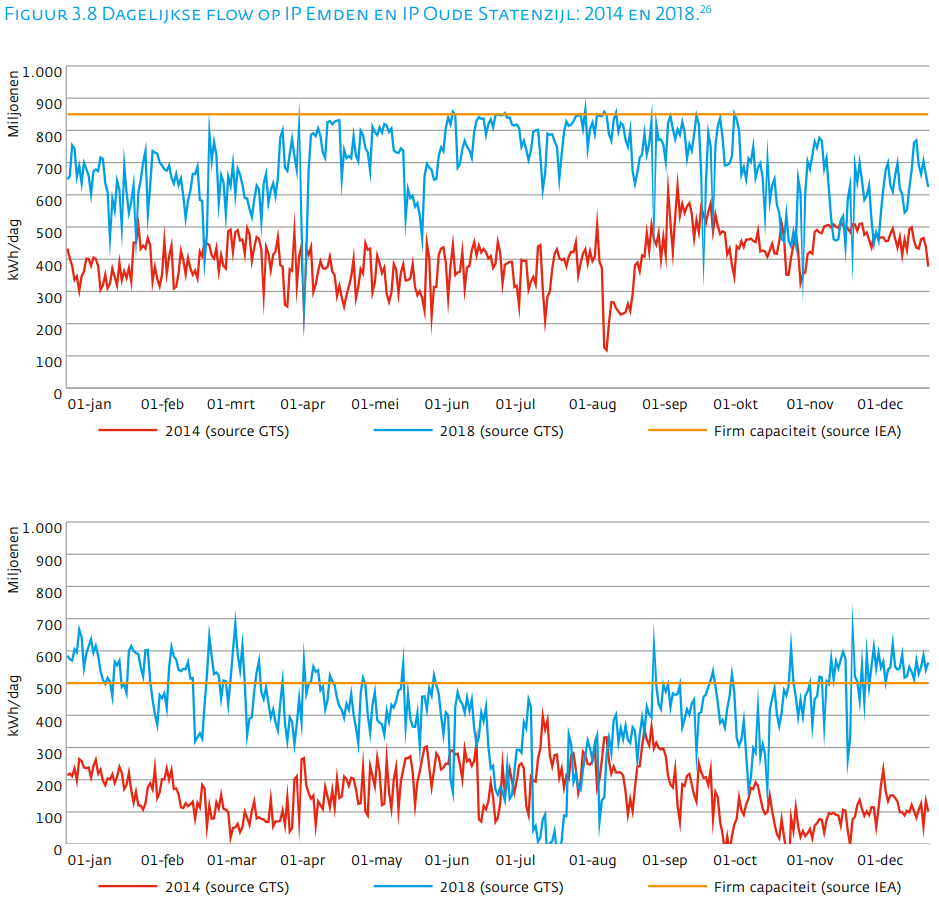 Figuur 3.8 Dagelijkse flow op IP Emden en IP Oude Statenzijl: 2014 en 2018.26
Miljoenen
kWh/dag
1.000
900
800
700
600
500
400
300
200
100
0
01-jan 01-feb 01-mrt 01-apr 01-mei 01-jun 01-jul 01-aug 01-sep 01-okt 01-nov 01-dec
2014 (source GTS) 2018 (source GTS) Firm capaciteit (source IEA)
Miljoenen
kWh/dag
1.000
900
800
700
600
500
400
300
200
100
0
01-jan 01-feb 01-mar 01-apr 01-may 01-jun 01-jul 01-aug 01-sep 01-oct 01-nov 01-dec
2014 (source GTS) 2018 (source GTS) Firm capaciteit (source IEA)